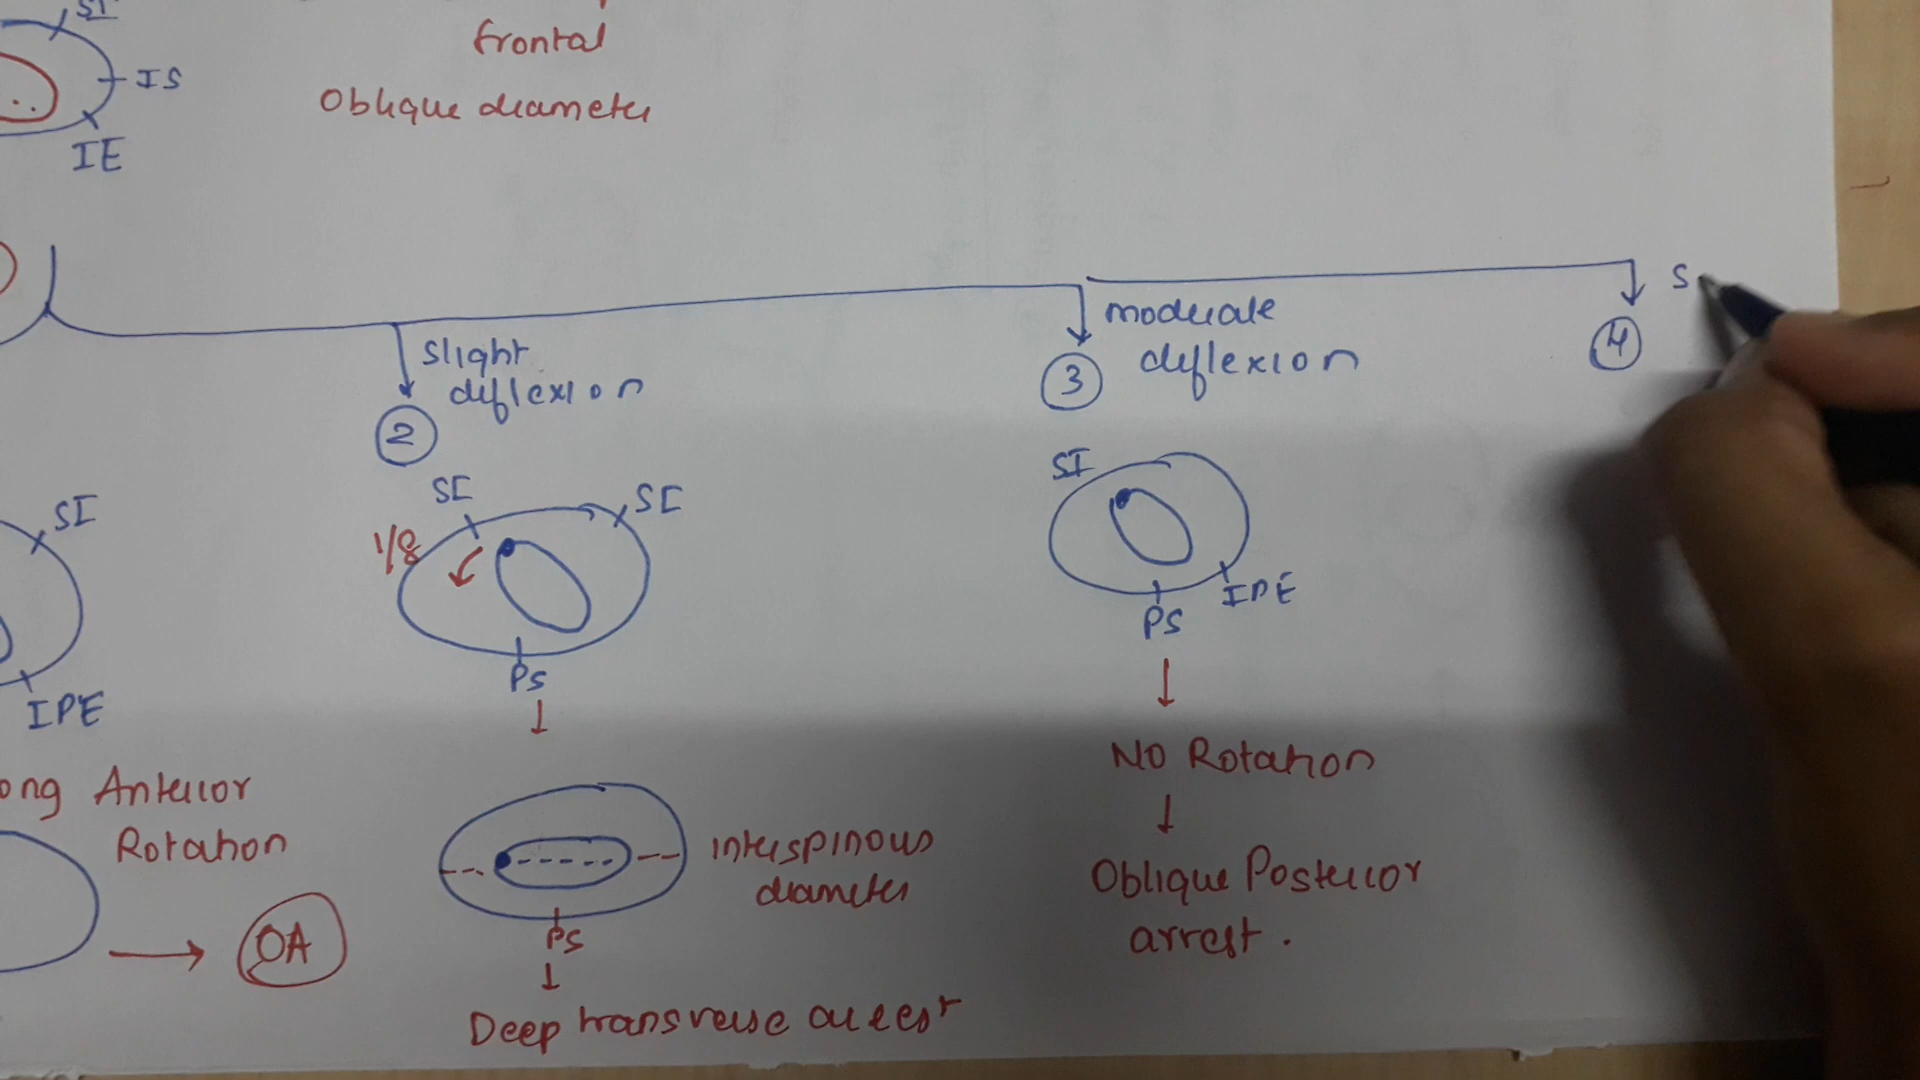 SI
frontal
IS
Oblique diameter
IE
S
moderate
deflexion
slight
deflexion
4
3
2
SI
SI
SI
SI
1/8
IPE
PS
PS
IPE
No Rotation
ong Anterior
Rotation
interspinous
diameter
Oblique Posterior
arrest.
OA
PS
Deep transverse arrest